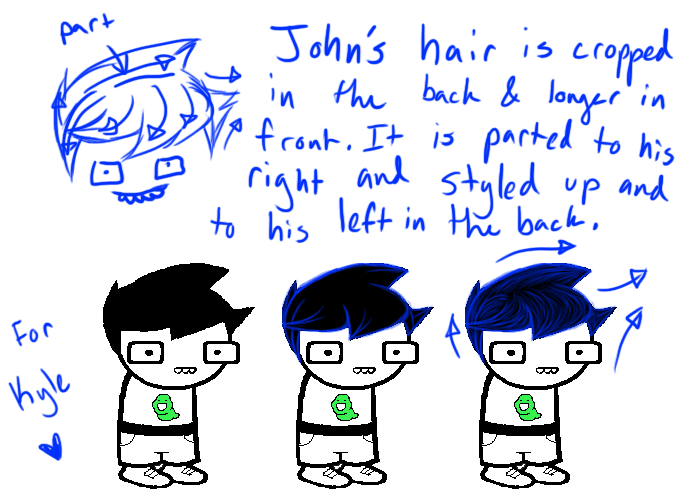 part
John's hair is cropped
in the back & longer in
front. It is parted to his
right and styled up and
to his left in the back.
For
Kyle